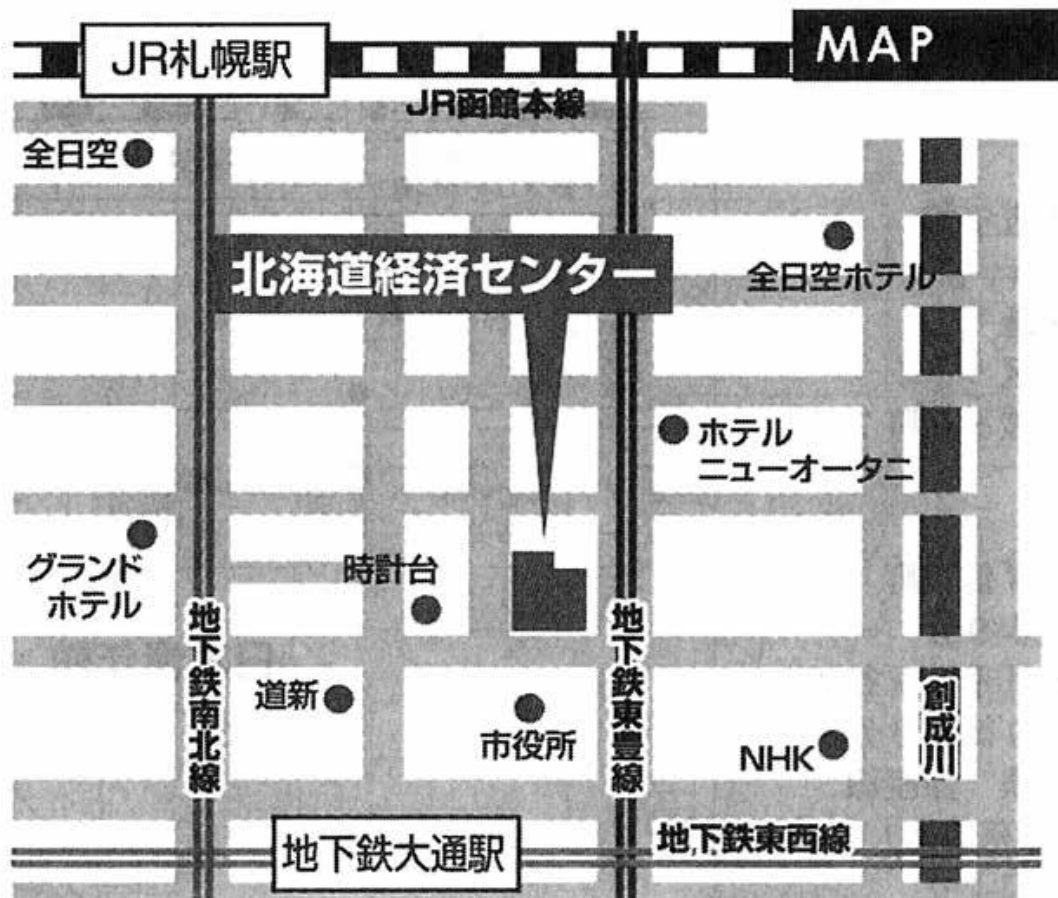 JR札幌駅
MAP
JR函館本線
全日空
北海道経済センター
全日空ホテル
ホテル
ニューオータニ
グランド
ホテル
時計台
地下鉄南北線
地下鉄東豊線
道新
市役所
NHK
創成川
地下鉄大通駅
地下鉄東西線